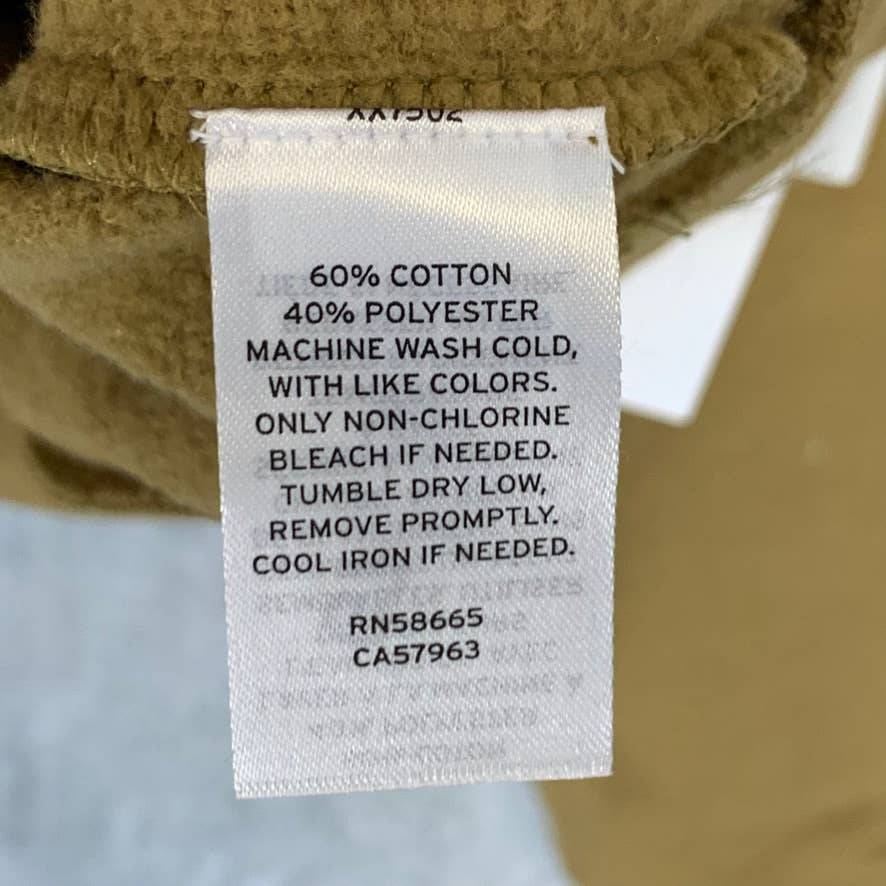 60% COTTON
40% POLYESTER
MACHINE WASH COLD,
WITH LIKE COLORS.
ONLY NON-CHLORINE
BLEACH IF NEEDED.
TUMBLE DRY LOW,
REMOVE PROMPTLY.
COOL IRON IF NEEDED.
RN58665
CA57963